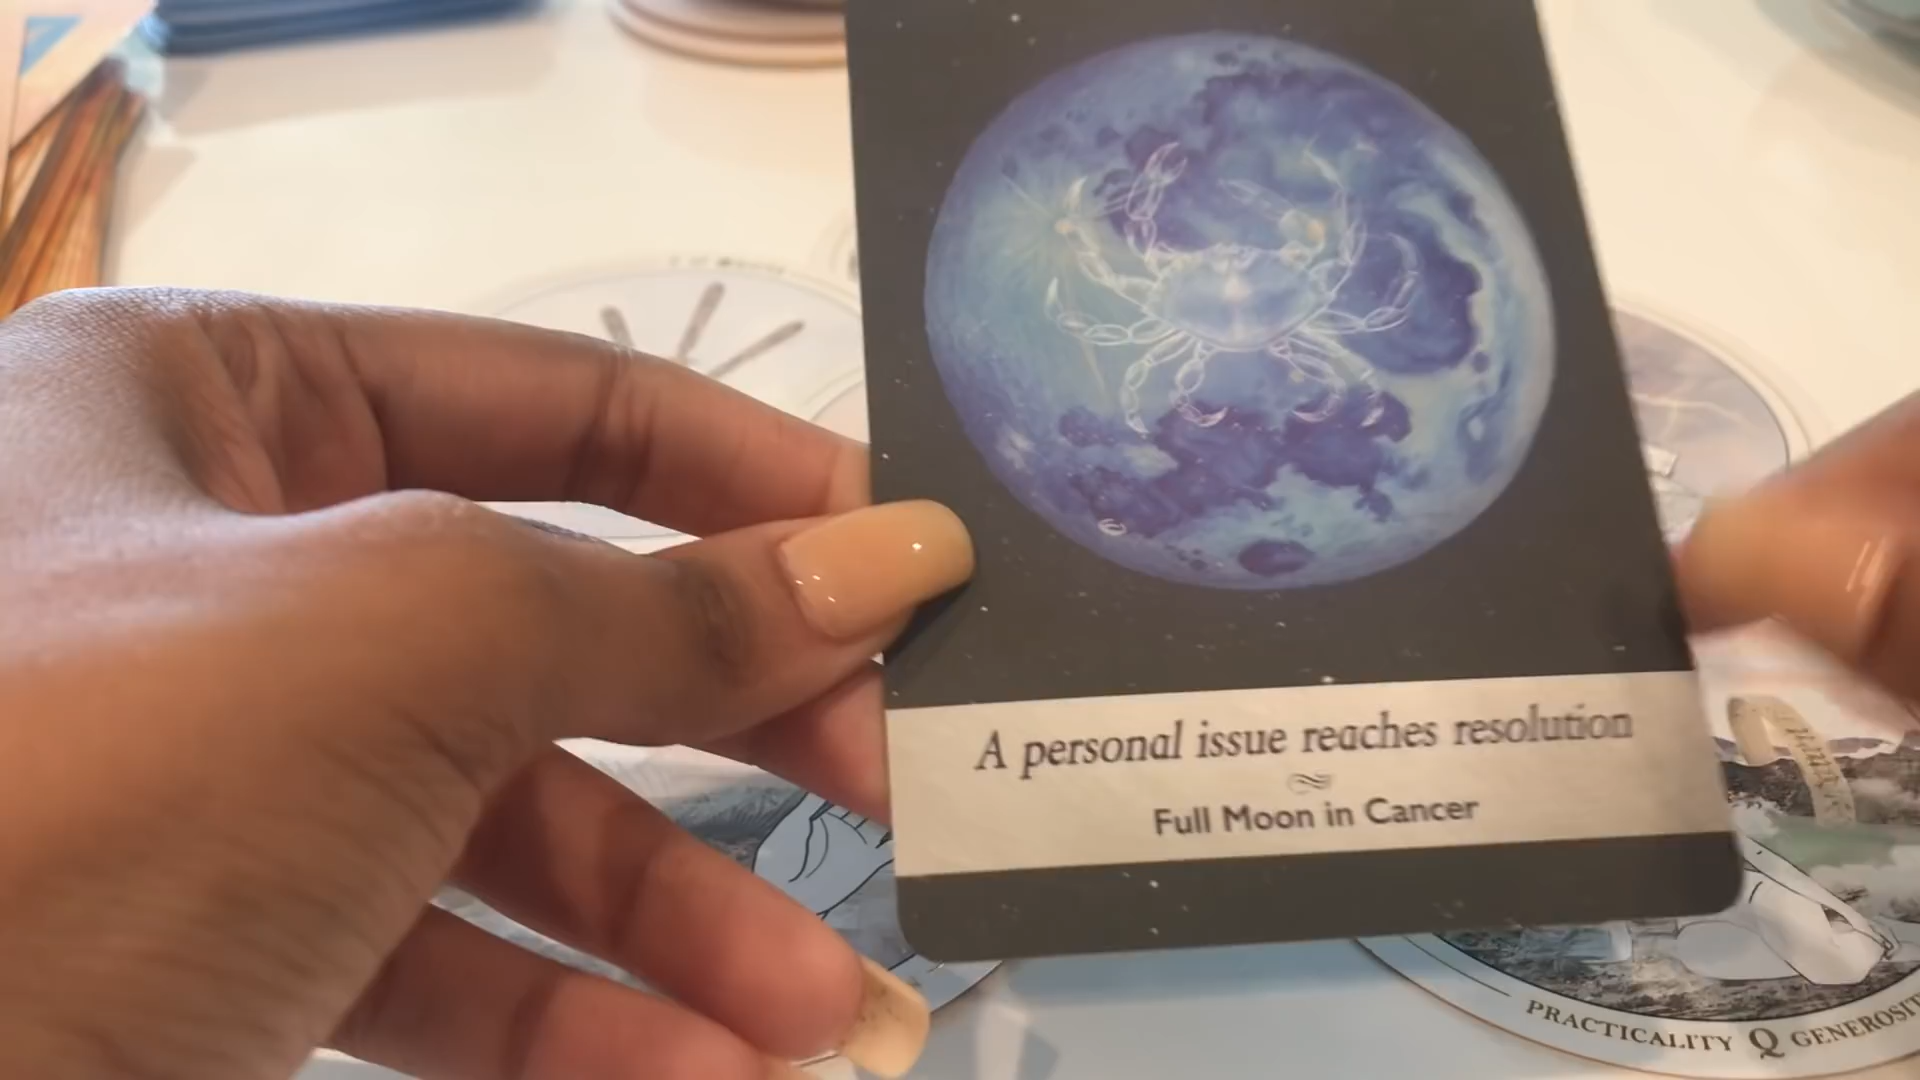 A personal issue reaches resolution
Full Moon in Cancer
PRACTICALITY Q GENEROSIT